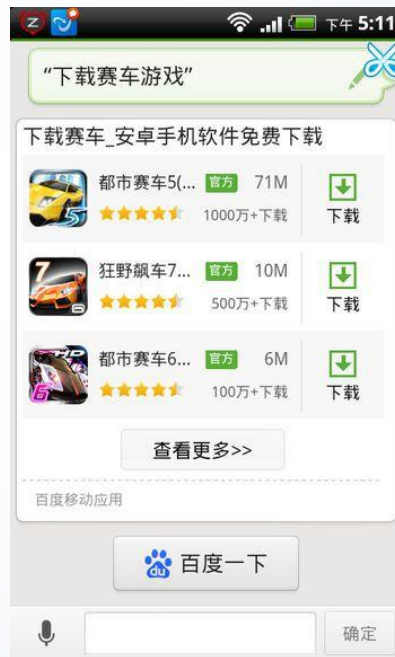 下午 5:11
“下载赛车游戏”
下载赛车_安卓手机软件免费下载
都市赛车5(... 官方 71M
1000万+下载
下载
狂野飙车7... 官方 10M
500万+下载
下载
都市赛车6... 官方 6M
100万+下载
下载
查看更多>>
百度移动应用
du 百度一下
确定